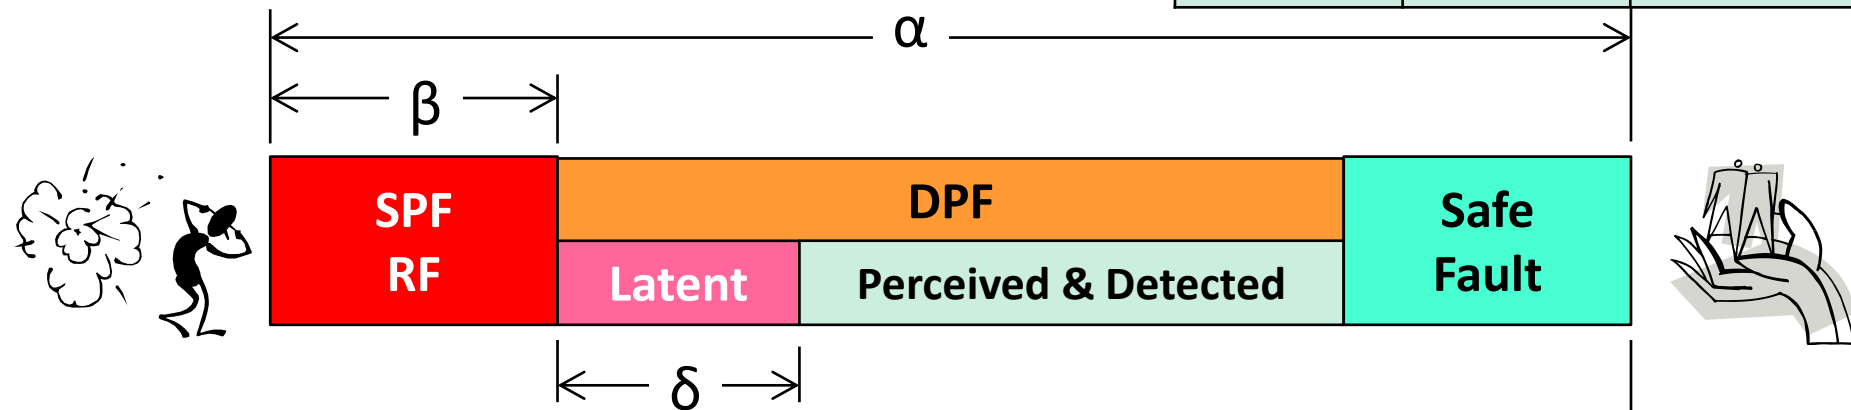 α
β
SPF
RF
DPF
Latent
Perceived & Detected
Safe
Fault
δ